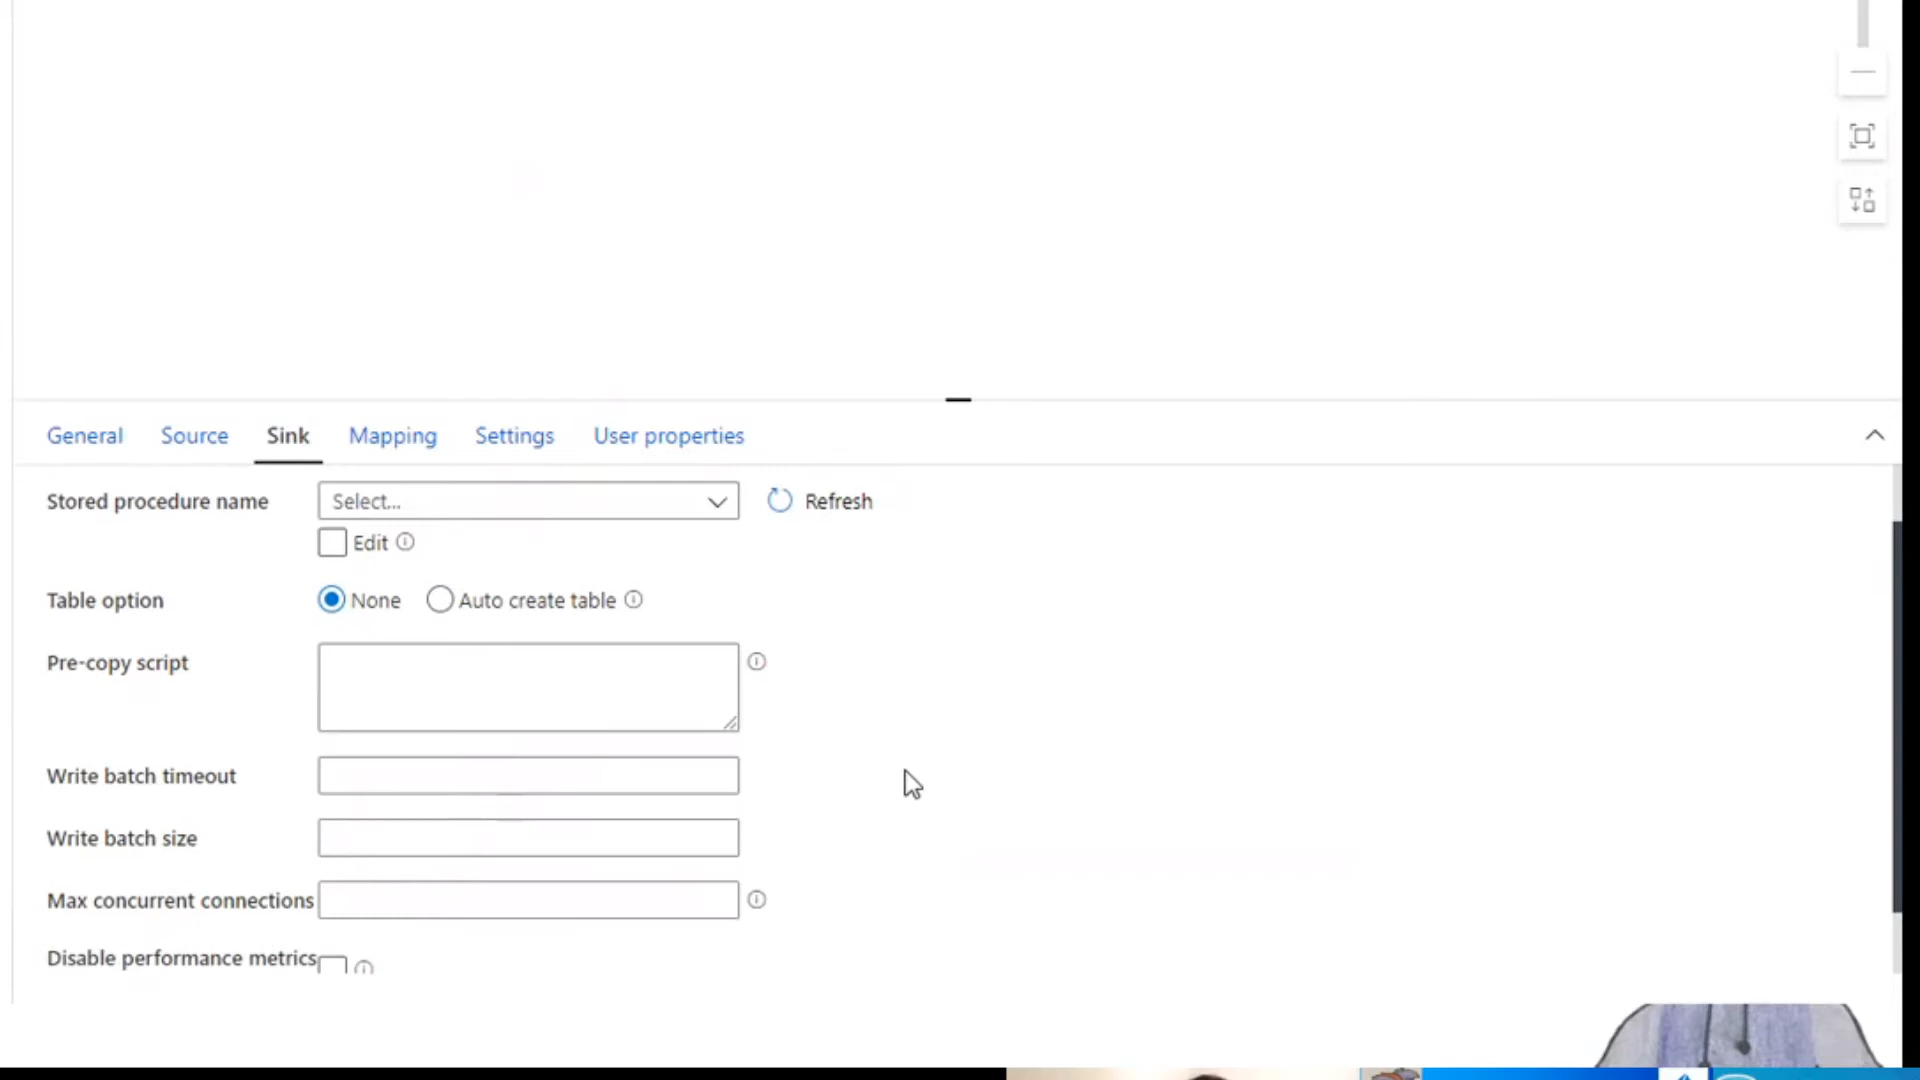 General Source Sink Mapping Settings User properties
Stored procedure name Select... Refresh
Edit
Table option None Auto create table
Pre-copy script
Write batch timeout
Write batch size
Max concurrent connections
Disable performance metrics